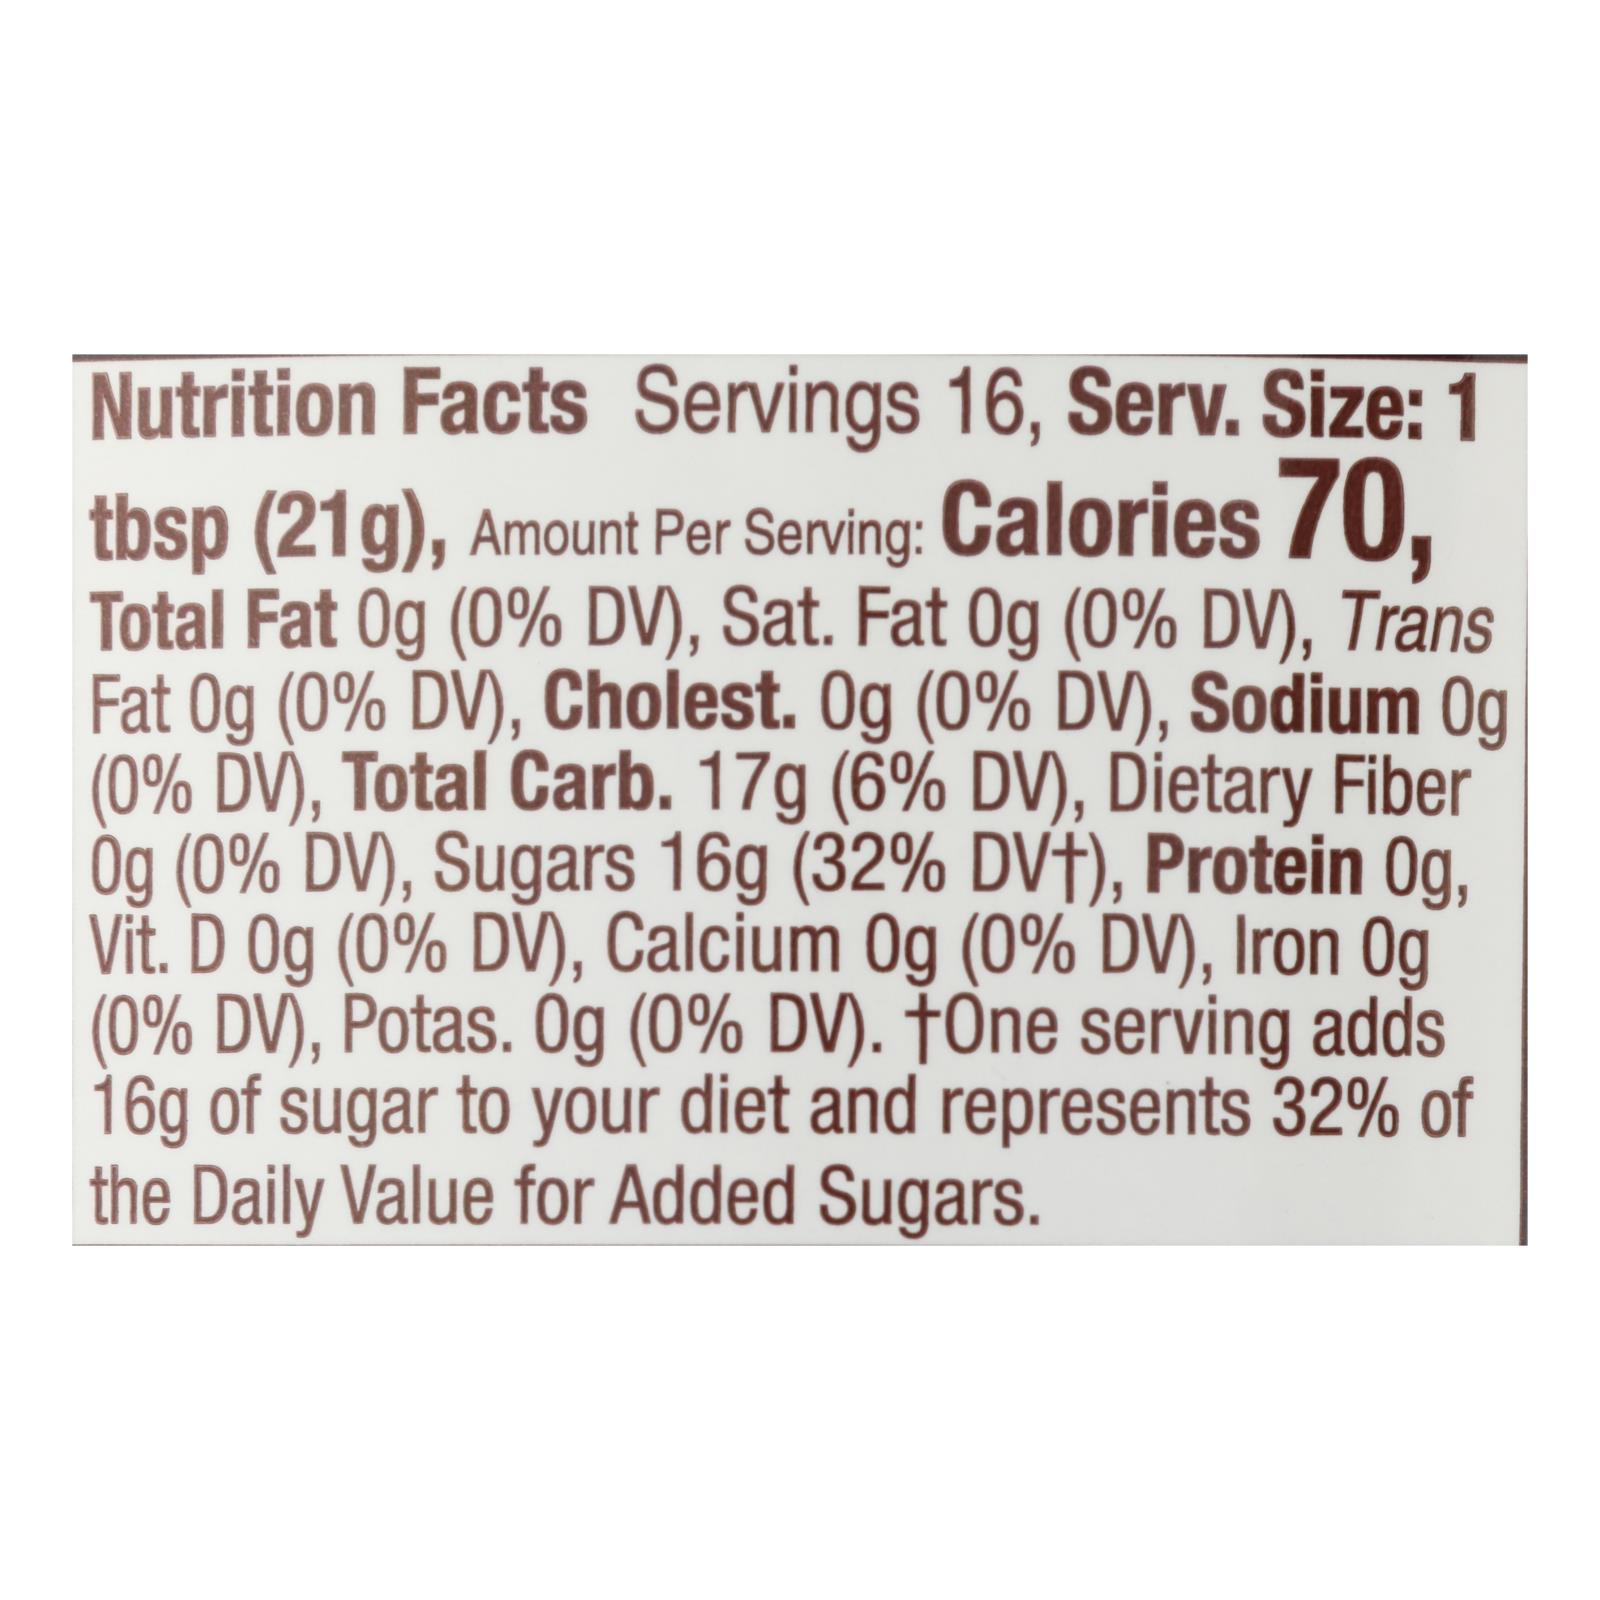 Nutrition Facts Servings 16, Serv. Size: 1
tbsp (21g), Amount Per Serving: Calories 70,
Total Fat 0g (0% DV), Sat. Fat 0g (0% DV), Trans
Fat 0g (0% DV), Cholest. 0g (0% DV), Sodium 0g
(0% DV), Total Carb. 17g (6% DV), Dietary Fiber
0g (0% DV), Sugars 16g (32% DV†), Protein 0g,
Vit. D 0g (0% DV), Calcium 0g (0% DV), Iron 0g
(0% DV), Potas. 0g (0% DV). †One serving adds
16g of sugar to your diet and represents 32% of
the Daily Value for Added Sugars.